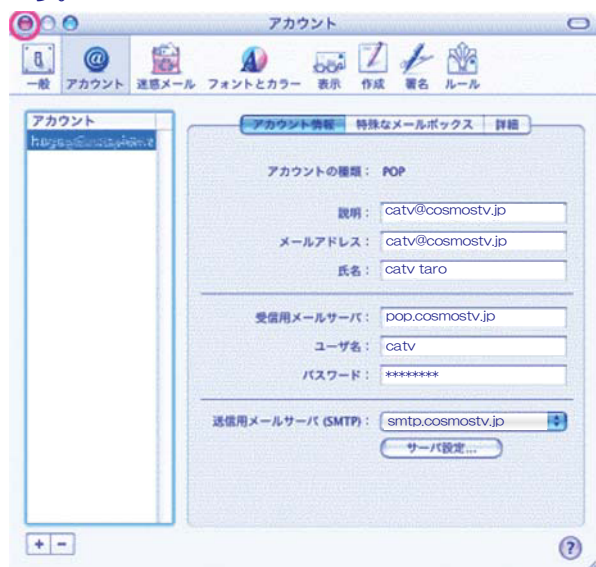 アカウント
一般 アカウント 迷惑メール フォントとカラー 表示 作成 署名 ルール
アカウント
アカウント情報 特殊なメールボックス 詳細
アカウントの種類： POP
説明： catv@cosmostv.jp
メールアドレス： catv@cosmostv.jp
氏名： catv taro
受信用メールサーバ： pop.cosmostv.jp
ユーザ名： catv
パスワード： ********
送信用メールサーバ (SMTP)： smtp.cosmostv.jp
サーバ設定...
+ -
?